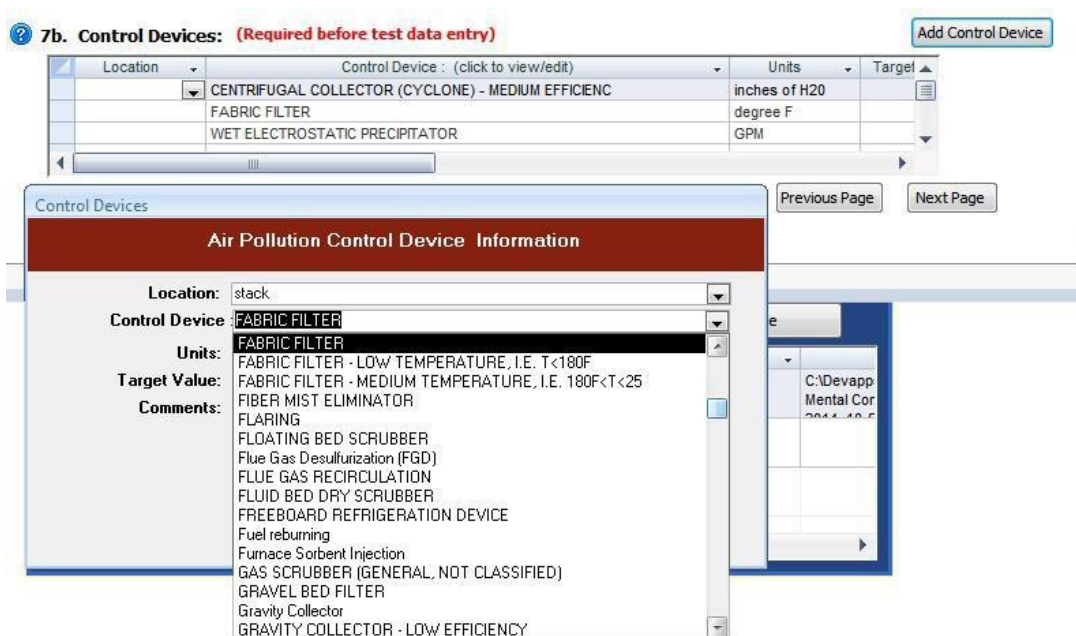 7b. Control Devices: (Required before test data entry)
Add Control Device
Location Control Device : (click to view/edit) Units Target
CENTRIFUGAL COLLECTOR (CYCLONE) - MEDIUM EFFICIENC inches of H20
FABRIC FILTER degree F
WET ELECTROSTATIC PRECIPITATOR GPM
Previous Page Next Page
Control Devices
Air Pollution Control Device Information
Location: stack
Control Device : FABRIC FILTER
Units:
Target Value:
Comments:
FABRIC FILTER
FABRIC FILTER - LOW TEMPERATURE, I.E. T<180F
FABRIC FILTER - MEDIUM TEMPERATURE, I.E. 180F<T<25
FIBER MIST ELIMINATOR
FLARING
FLOATING BED SCRUBBER
Flue Gas Desulfurization (FGD)
FLUE GAS RECIRCULATION
FLUID BED DRY SCRUBBER
FREEBOARD REFRIGERATION DEVICE
Fuel reburning
Furnace Sorbent Injection
GAS SCRUBBER (GENERAL, NOT CLASSIFIED)
GRAVEL BED FILTER
Gravity Collector
GRAVITY COLLECTOR - LOW EFFICIENCY
e
C:\Devapp
Mental Cor